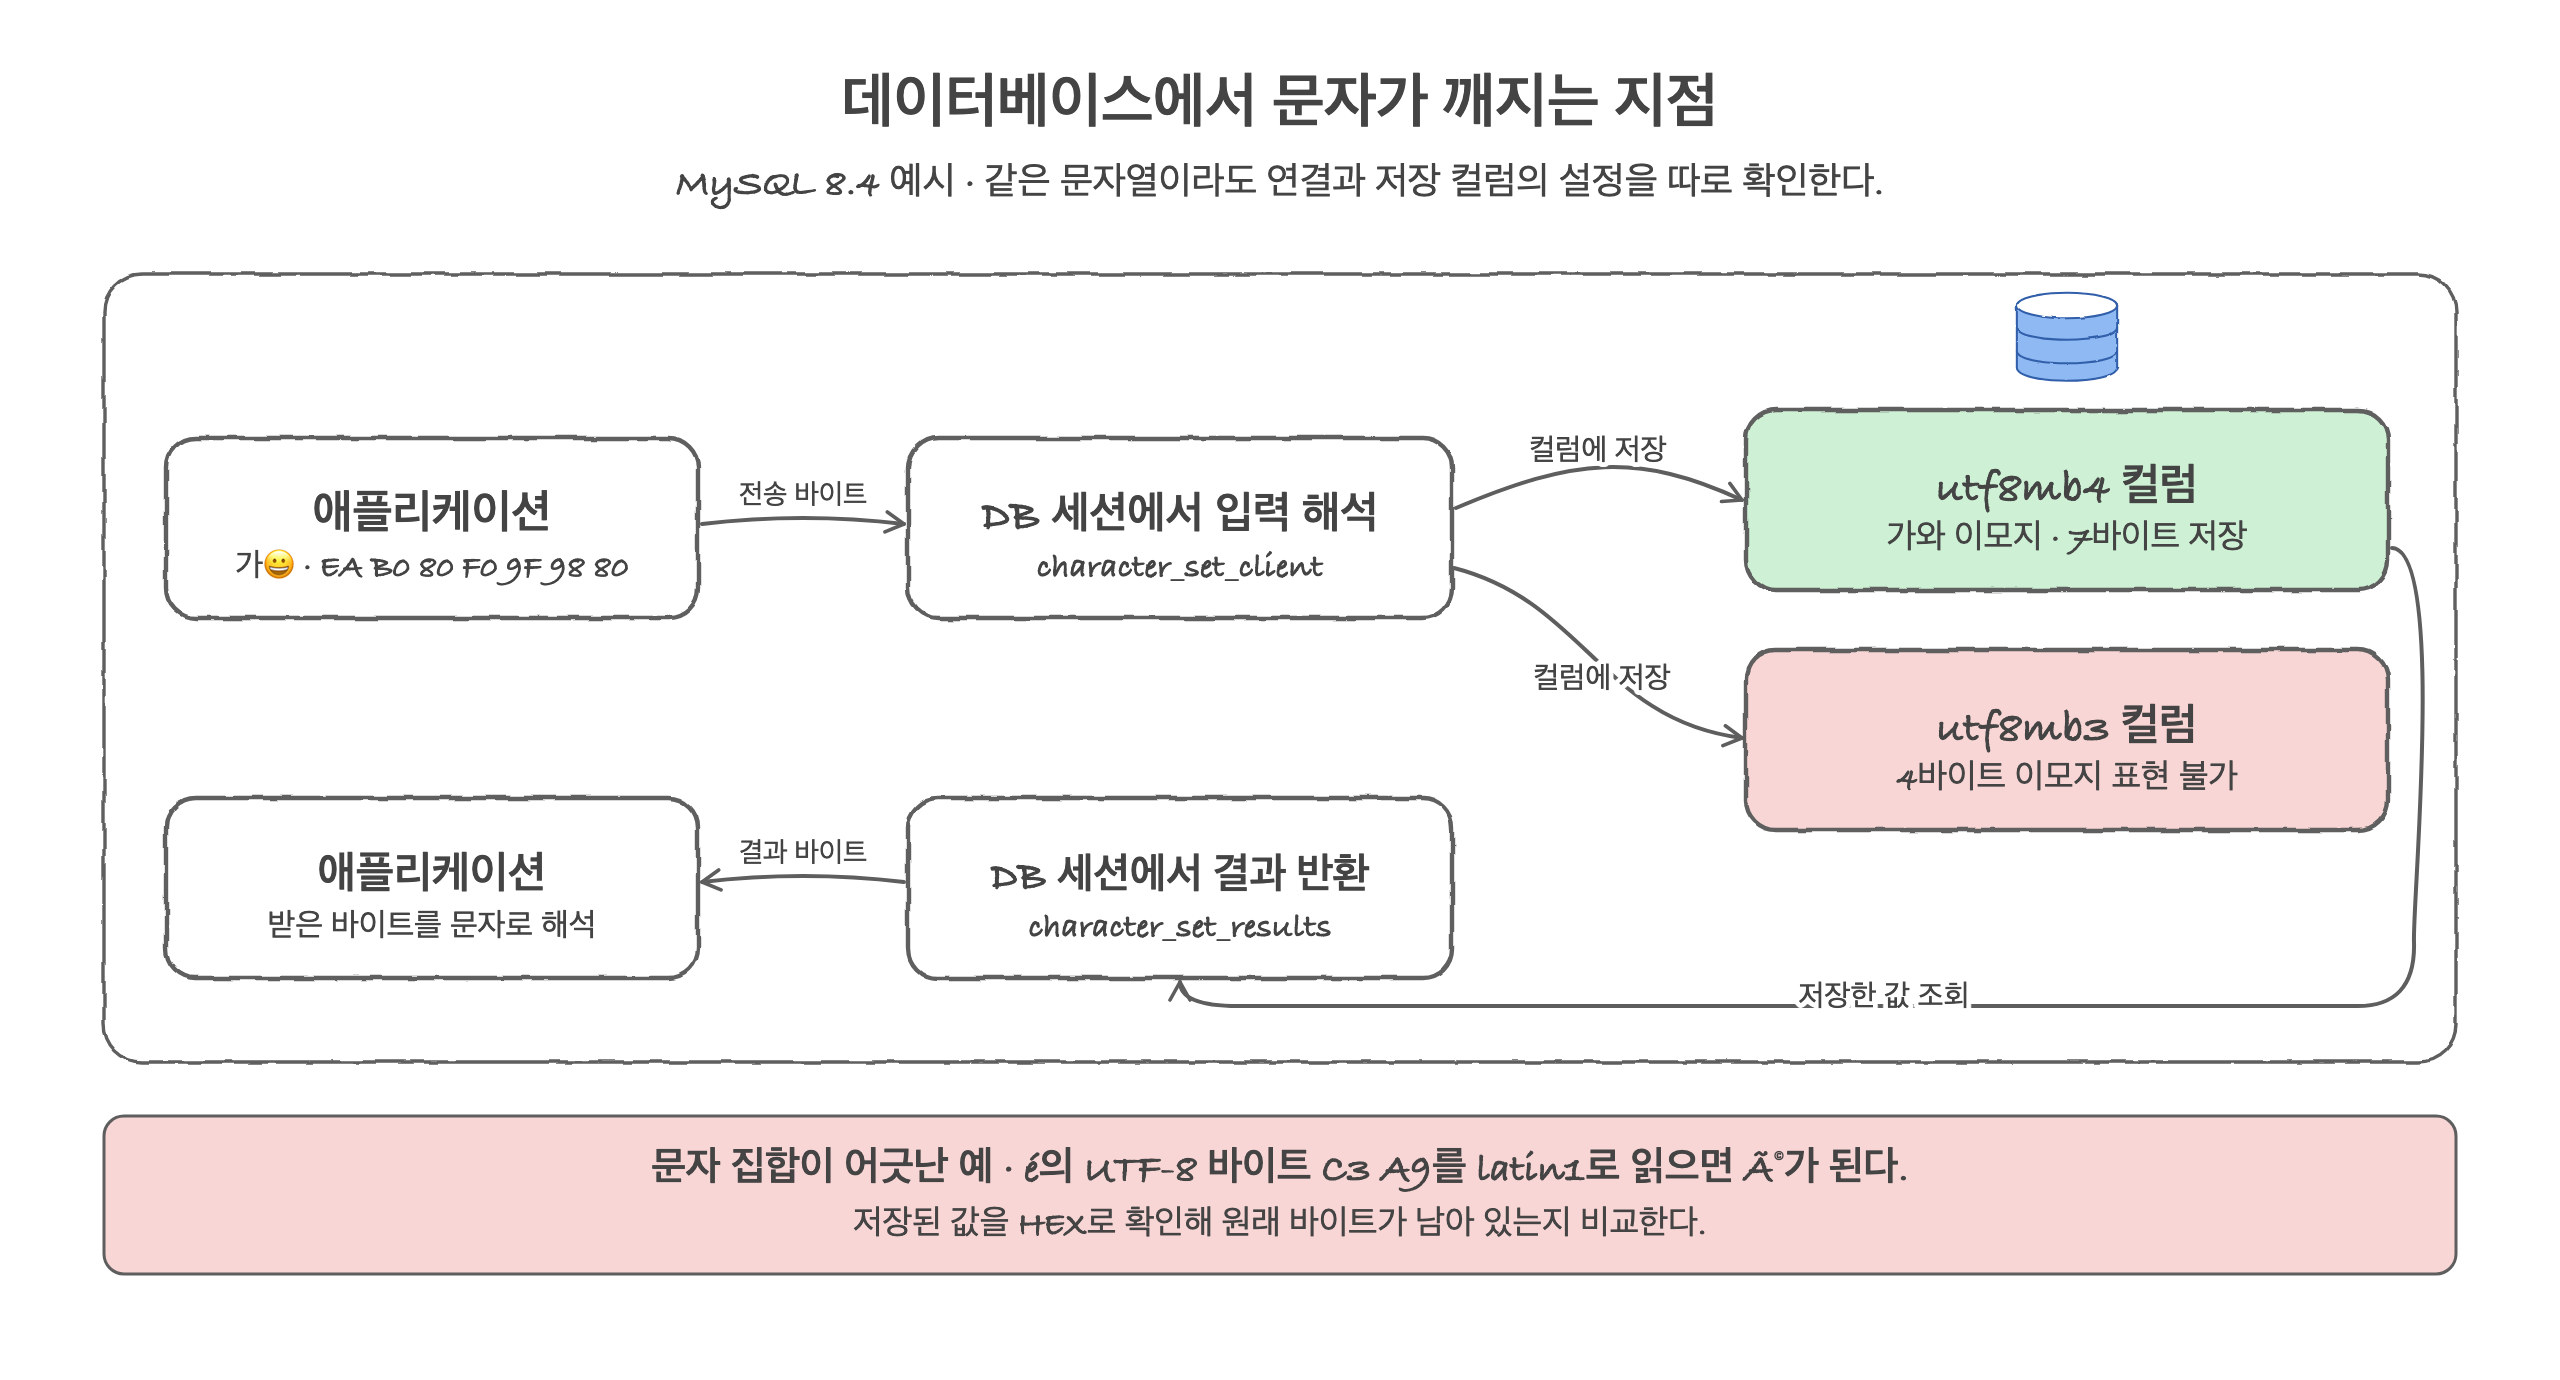 데이터베이스에서 문자가 깨지는 지점
MySQL 8.4 예시 · 같은 문자열이라도 연결과 저장 컬럼의 설정을 따로 확인한다.
애플리케이션
가😀 · EA B0 80 F0 9F 98 80
전송 바이트
DB 세션에서 입력 해석
character_set_client
컬럼에 저장
utf8mb4 컬럼
가와 이모지 · 7바이트 저장
컬럼에 저장
utf8mb3 컬럼
4바이트 이모지 표현 불가
애플리케이션
받은 바이트를 문자로 해석
결과 바이트
DB 세션에서 결과 반환
character_set_results
저장한 값 조회
문자 집합이 어긋난 예 · é의 UTF-8 바이트 C3 A9를 latin1로 읽으면 Ã©가 된다.
저장된 값을 HEX로 확인해 원래 바이트가 남아 있는지 비교한다.